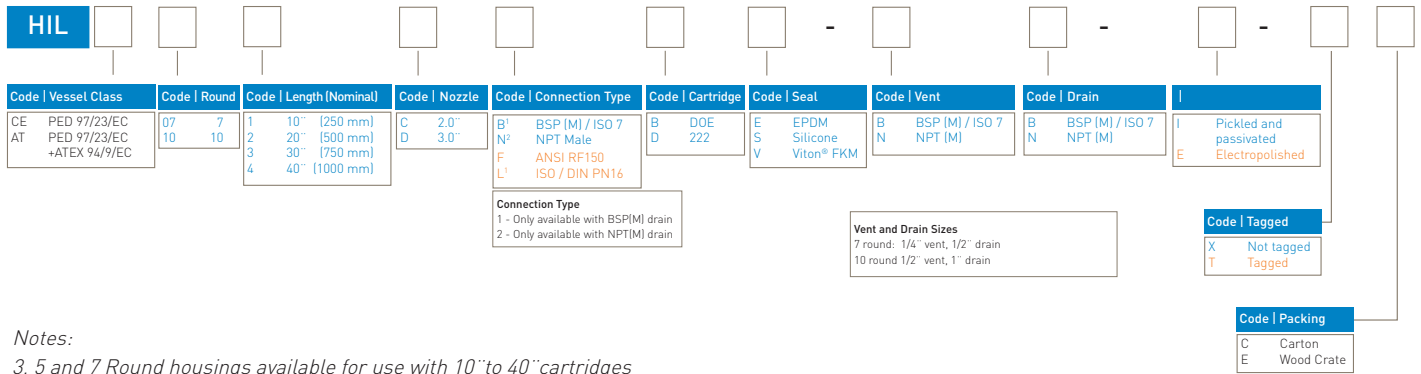 HIL - - -
Code | Vessel Class
CE PED 97/23/EC
AT PED 97/23/EC
+ATEX 94/9/EC
Code | Round
07 7
10 10
Code | Length (Nominal)
1 10¨ (250 mm)
2 20¨ (500 mm)
3 30¨ (750 mm)
4 40¨ (1000 mm)
Code | Nozzle
C 2.0¨
D 3.0¨
Code | Connection Type
B¹ BSP (M) / ISO 7
N² NPT Male
F ANSI RF150
L¹ ISO / DIN PN16
Connection Type
1 - Only available with BSP(M) drain
2 - Only available with NPT(M) drain
Code | Cartridge
B DOE
D 222
Code | Seal
E EPDM
S Silicone
V Viton® FKM
Code | Vent
B BSP (M) / ISO 7
N NPT (M)
Code | Drain
B BSP (M) / ISO 7
N NPT (M)
Vent and Drain Sizes
7 round: 1/4¨ vent, 1/2¨ drain
10 round 1/2¨ vent, 1¨ drain
|
I Pickled and
passivated
E Electropolished
Code | Tagged
X Not tagged
T Tagged
Code | Packing
C Carton
E Wood Crate
Notes:
3, 5 and 7 Round housings available for use with 10¨to 40¨cartridges